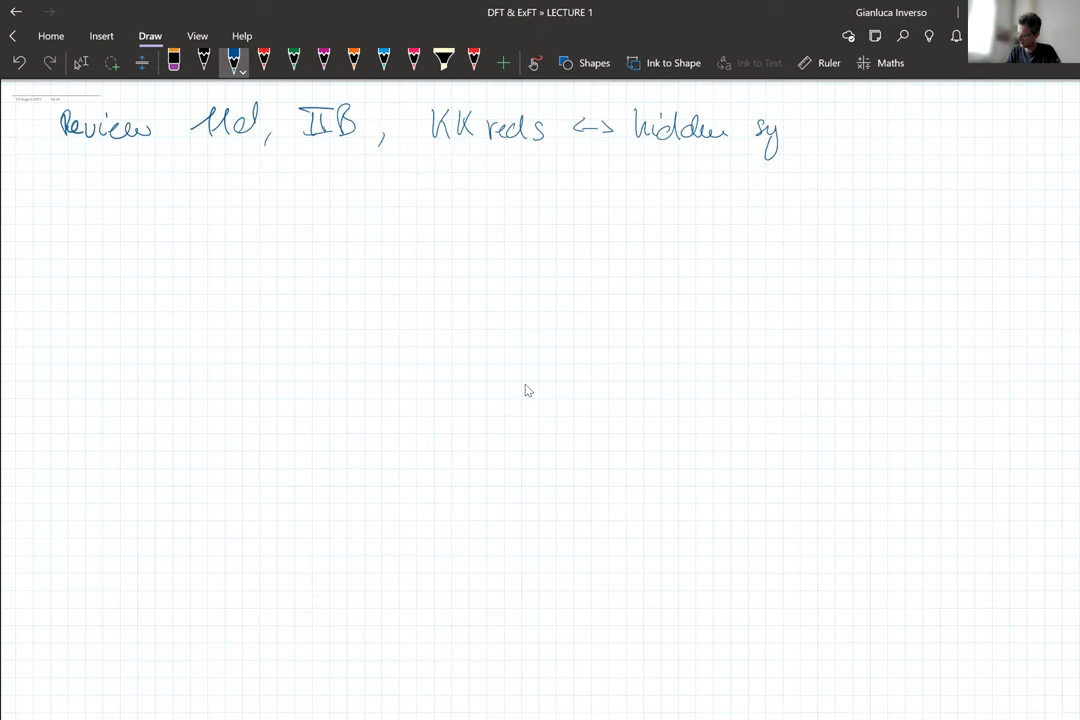 DFT & ExFT » LECTURE 1
Gianluca Inverso
Home Insert Draw View Help
Shapes Ink to Shape Ink to Text Ruler Maths
Review 11d, IIB, KK reds <-> hidden sy